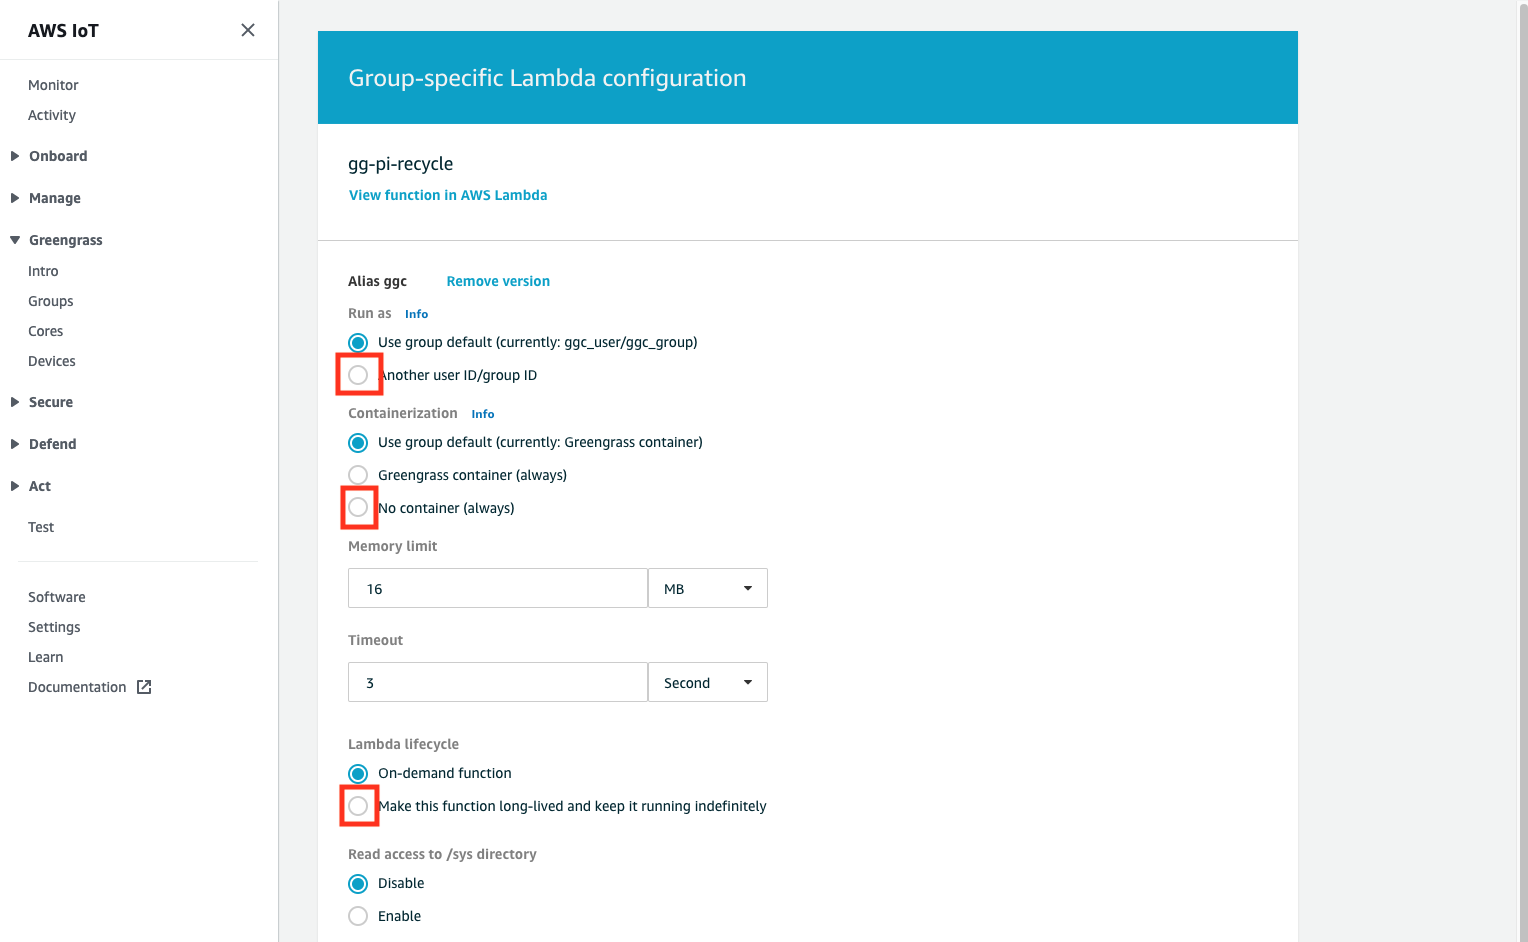 AWS IoT
Monitor
Activity
Onboard
Manage
Greengrass
Intro
Groups
Cores
Devices
Secure
Defend
Act
Test
Software
Settings
Learn
Documentation
Group-specific Lambda configuration
gg-pi-recycle
View function in AWS Lambda
Alias ggc Remove version
Run as Info
Use group default (currently: ggc_user/ggc_group)
Another user ID/group ID
Containerization Info
Use group default (currently: Greengrass container)
Greengrass container (always)
No container (always)
Memory limit
16 MB
Timeout
3 Second
Lambda lifecycle
On-demand function
Make this function long-lived and keep it running indefinitely
Read access to /sys directory
Disable
Enable